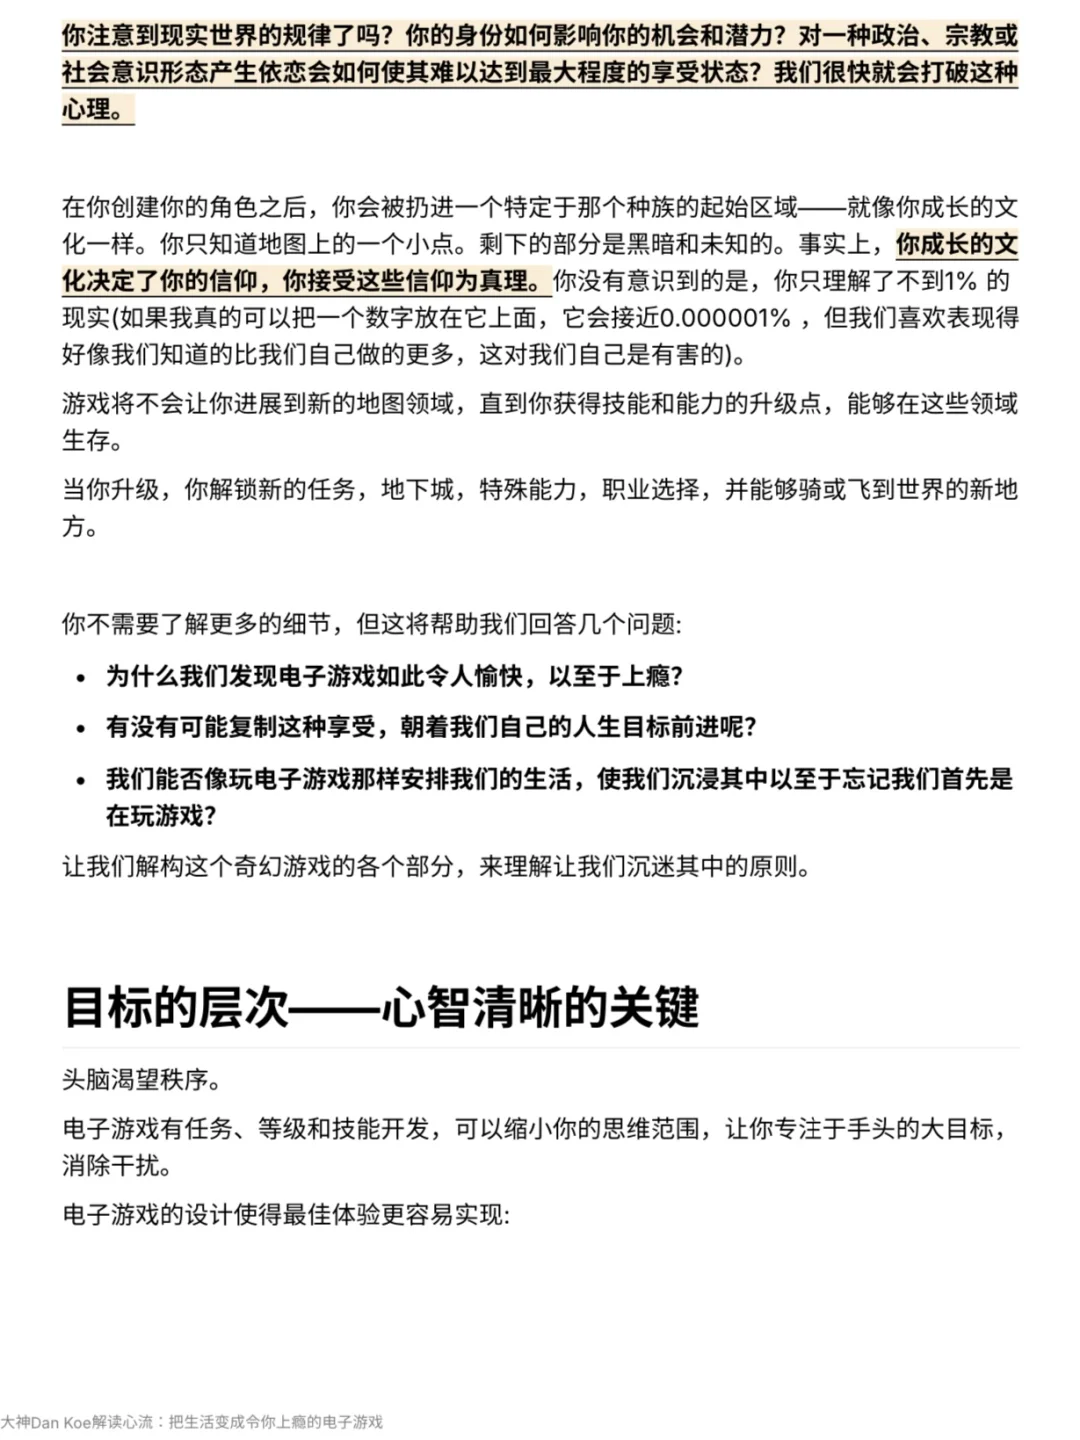 你注意到现实世界的规律了吗？你的身份如何影响你的机会和潜力？对一种政治、宗教或
社会意识形态产生依恋会如何使其难以达到最大程度的享受状态？我们很快就会打破这种
心理。
在你创建你的角色之后，你会被扔进一个特定于那个种族的起始区域——就像你成长的文
化一样。你只知道地图上的一个小点。剩下的部分是黑暗和未知的。事实上，你成长的文
化决定了你的信仰，你接受这些信仰为真理。你没有意识到的是，你只理解了不到1% 的
现实(如果我真的可以把一个数字放在它上面，它会接近0.000001% ，但我们喜欢表现得
好像我们知道的比我们自己做的更多，这对我们自己是有害的)。
游戏将不会让你进展到新的地图领域，直到你获得技能和能力的升级点，能够在这些领域
生存。
当你升级，你解锁新的任务，地下城，特殊能力，职业选择，并能够骑或飞到世界的新地
方。
你不需要了解更多的细节，但这将帮助我们回答几个问题:
• 为什么我们发现电子游戏如此令人愉快，以至于上瘾？
• 有没有可能复制这种享受，朝着我们自己的人生目标前进呢？
• 我们能否像玩电子游戏那样安排我们的生活，使我们沉浸其中以至于忘记我们首先是
在玩游戏？
让我们解构这个奇幻游戏的各个部分，来理解让我们沉迷其中的原则。
目标的层次——心智清晰的关键
头脑渴望秩序。
电子游戏有任务、等级和技能开发，可以缩小你的思维范围，让你专注于手头的大目标，
消除干扰。
电子游戏的设计使得最佳体验更容易实现:
大神Dan Koe解读心流：把生活变成令你上瘾的电子游戏